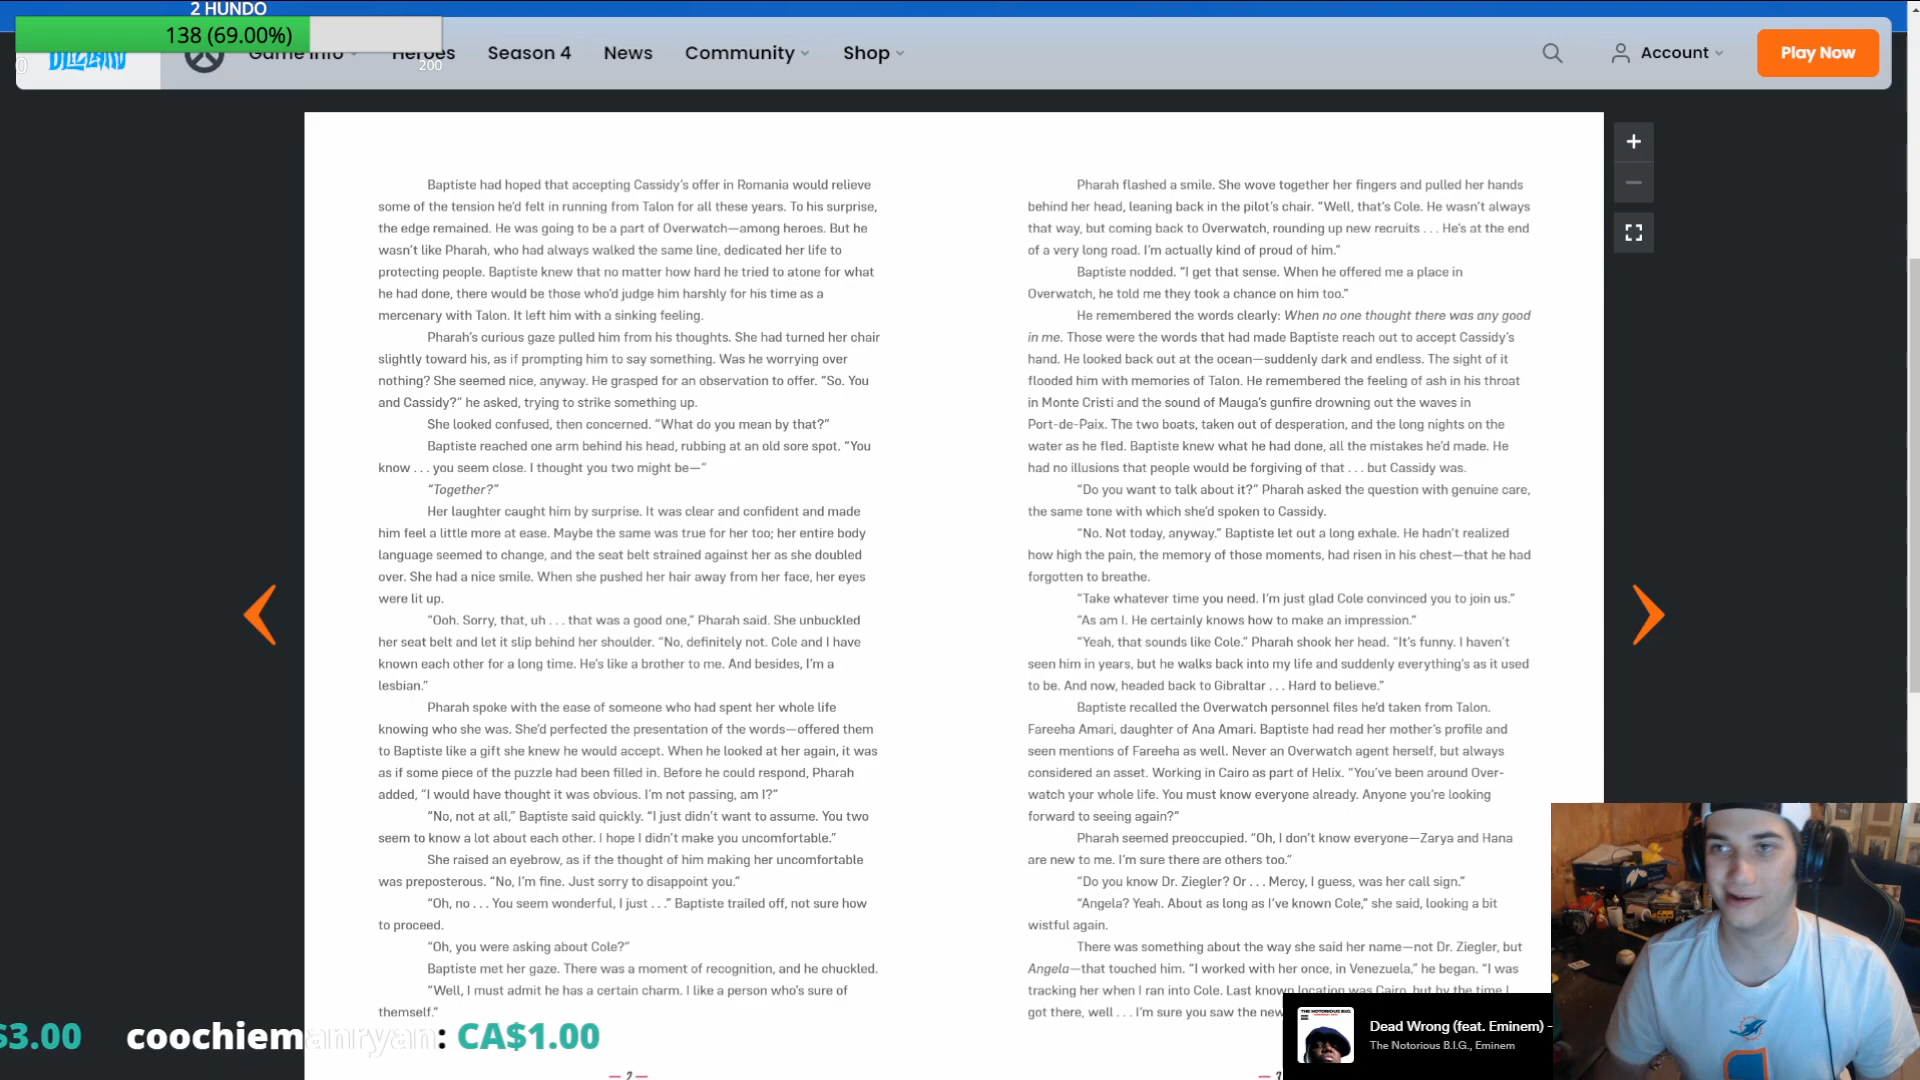 2 HUNDO
138 (69.00%)
0
200
BLIZZARD
Game Info
Heroes
Season 4
News
Community
Shop
Account
Play Now
Baptiste had hoped that accepting Cassidy’s offer in Romania would relieve
some of the tension he’d felt in running from Talon for all these years. To his surprise,
the edge remained. He was going to be a part of Overwatch—among heroes. But he
wasn’t like Pharah, who had always walked the same line, dedicated her life to
protecting people. Baptiste knew that no matter how hard he tried to atone for what
he had done, there would be those who’d judge him harshly for his time as a
mercenary with Talon. It left him with a sinking feeling.
Pharah’s curious gaze pulled him from his thoughts. She had turned her chair
slightly toward his, as if prompting him to say something. Was he worrying over
nothing? She seemed nice, anyway. He grasped for an observation to offer. “So. You
and Cassidy?” he asked, trying to strike something up.
She looked confused, then concerned. “What do you mean by that?”
Baptiste reached one arm behind his head, rubbing at an old sore spot. “You
know . . . you seem close. I thought you two might be—”
“Together?”
Her laughter caught him by surprise. It was clear and confident and made
him feel a little more at ease. Maybe the same was true for her too; her entire body
language seemed to change, and the seat belt strained against her as she doubled
over. She had a nice smile. When she pushed her hair away from her face, her eyes
were lit up.
“Ooh. Sorry, that, uh . . . that was a good one,” Pharah said. She unbuckled
her seat belt and let it slip behind her shoulder. “No, definitely not. Cole and I have
known each other for a long time. He’s like a brother to me. And besides, I’m a
lesbian.”
Pharah spoke with the ease of someone who had spent her whole life
knowing who she was. She’d perfected the presentation of the words—offered them
to Baptiste like a gift she knew he would accept. When he looked at her again, it was
as if some piece of the puzzle had been filled in. Before he could respond, Pharah
added, “I would have thought it was obvious. I’m not passing, am I?”
“No, not at all,” Baptiste said quickly. “I just didn’t want to assume. You two
seem to know a lot about each other. I hope I didn’t make you uncomfortable.”
She raised an eyebrow, as if the thought of him making her uncomfortable
was preposterous. “No, I’m fine. Just sorry to disappoint you.”
“Oh, no . . . You seem wonderful, I just . . .” Baptiste trailed off, not sure how
to proceed.
“Oh, you were asking about Cole?”
Baptiste met her gaze. There was a moment of recognition, and he chuckled.
“Well, I must admit he has a certain charm. I like a person who’s sure of
themself.”
— 2 —
Pharah flashed a smile. She wove together her fingers and pulled her hands
behind her head, leaning back in the pilot’s chair. “Well, that’s Cole. He wasn’t always
that way, but coming back to Overwatch, rounding up new recruits . . . He’s at the end
of a very long road. I’m actually kind of proud of him.”
Baptiste nodded. “I get that sense. When he offered me a place in
Overwatch, he told me they took a chance on him too.”
He remembered the words clearly: When no one thought there was any good
in me. Those were the words that had made Baptiste reach out to accept Cassidy’s
hand. He looked back out at the ocean—suddenly dark and endless. The sight of it
flooded him with memories of Talon. He remembered the feeling of ash in his throat
in Monte Cristi and the sound of Mauga’s gunfire drowning out the waves in
Port-de-Paix. The two boats, taken out of desperation, and the long nights on the
water as he fled. Baptiste knew what he had done, all the mistakes he’d made. He
had no illusions that people would be forgiving of that . . . but Cassidy was.
“Do you want to talk about it?” Pharah asked the question with genuine care,
the same tone with which she’d spoken to Cassidy.
“No. Not today, anyway.” Baptiste let out a long exhale. He hadn’t realized
how high the pain, the memory of those moments, had risen in his chest—that he had
forgotten to breathe.
“Take whatever time you need. I’m just glad Cole convinced you to join us.”
“As am I. He certainly knows how to make an impression.”
“Yeah, that sounds like Cole.” Pharah shook her head. “It’s funny. I haven’t
seen him in years, but he walks back into my life and suddenly everything’s as it used
to be. And now, headed back to Gibraltar . . . Hard to believe.”
Baptiste recalled the Overwatch personnel files he’d taken from Talon.
Fareeha Amari, daughter of Ana Amari. Baptiste had read her mother’s profile and
seen mentions of Fareeha as well. Never an Overwatch agent herself, but always
considered an asset. Working in Cairo as part of Helix. “You’ve been around Over-
watch your whole life. You must know everyone already. Anyone you’re looking
forward to seeing again?”
Pharah seemed preoccupied. “Oh, I don’t know everyone—Zarya and Hana
are new to me. I’m sure there are others too.”
“Do you know Dr. Ziegler? Or . . . Mercy, I guess, was her call sign.”
“Angela? Yeah. About as long as I’ve known Cole,” she said, looking a bit
wistful again.
There was something about the way she said her name—not Dr. Ziegler, but
Angela—that touched him. “I worked with her once, in Venezuela,” he began. “I was
tracking her when I ran into Cole. Last known location was Cairo, but by the time I
got there, well . . . I’m sure you saw the new
$3.00 coochiemanryan: CA$1.00
THE NOTORIOUS B.I.G.
Dead Wrong (feat. Eminem) -
The Notorious B.I.G., Eminem